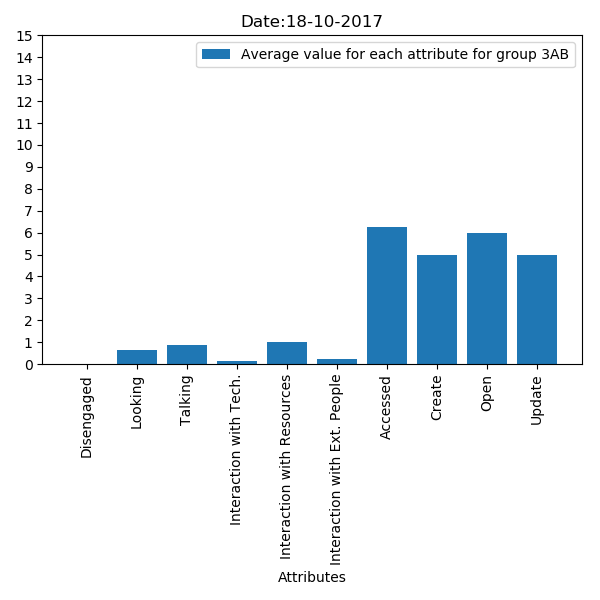 Date:18-10-2017
Average value for each attribute for group 3AB
15
14
13
12
11
10
9
8
7
6
5
4
3
2
1
0
Disengaged
Looking
Talking
Interaction with Tech.
Interaction with Resources
Interaction with Ext. People
Accessed
Create
Open
Update
Attributes